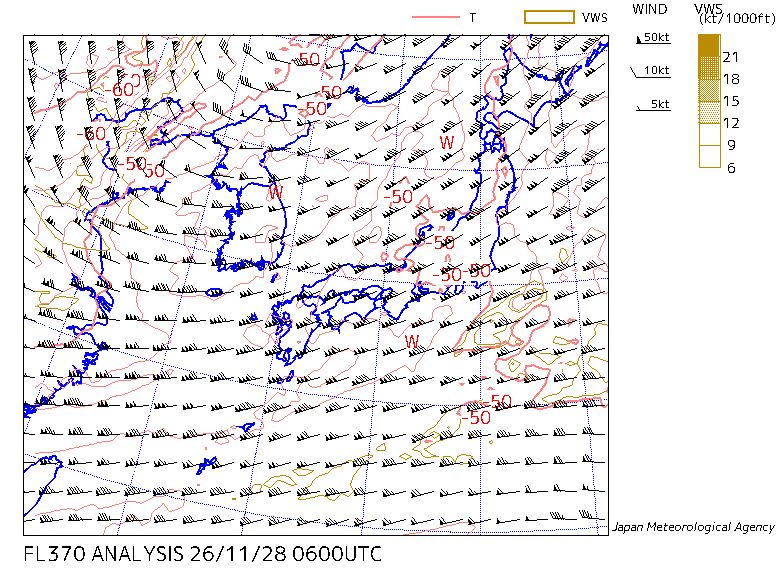 T VWS
WIND VWS
(kt/1000ft)
50kt
10kt
5kt
21
18
15
12
9
6
-50
-60
-50
-50
-60
W
-50
50
W
-50
-50
-50
-50
W
-50
-50
Japan Meteorological Agency
FL370 ANALYSIS 26/11/28 0600UTC